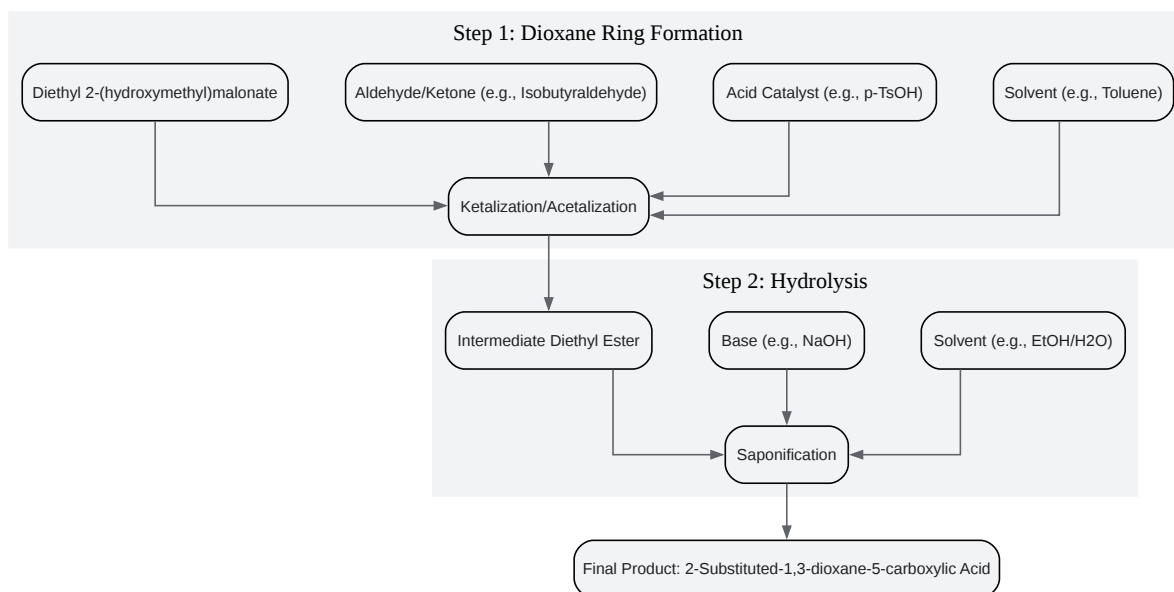 Step 1: Dioxane Ring Formation
Diethyl 2-(hydroxymethyl)malonate
Aldehyde/Ketone (e.g., Isobutyraldehyde)
Acid Catalyst (e.g., p-TsOH)
Solvent (e.g., Toluene)
Ketalization/Acetalization
Step 2: Hydrolysis
Intermediate Diethyl Ester
Base (e.g., NaOH)
Solvent (e.g., EtOH/H2O)
Saponification
Final Product: 2-Substituted-1,3-dioxane-5-carboxylic Acid